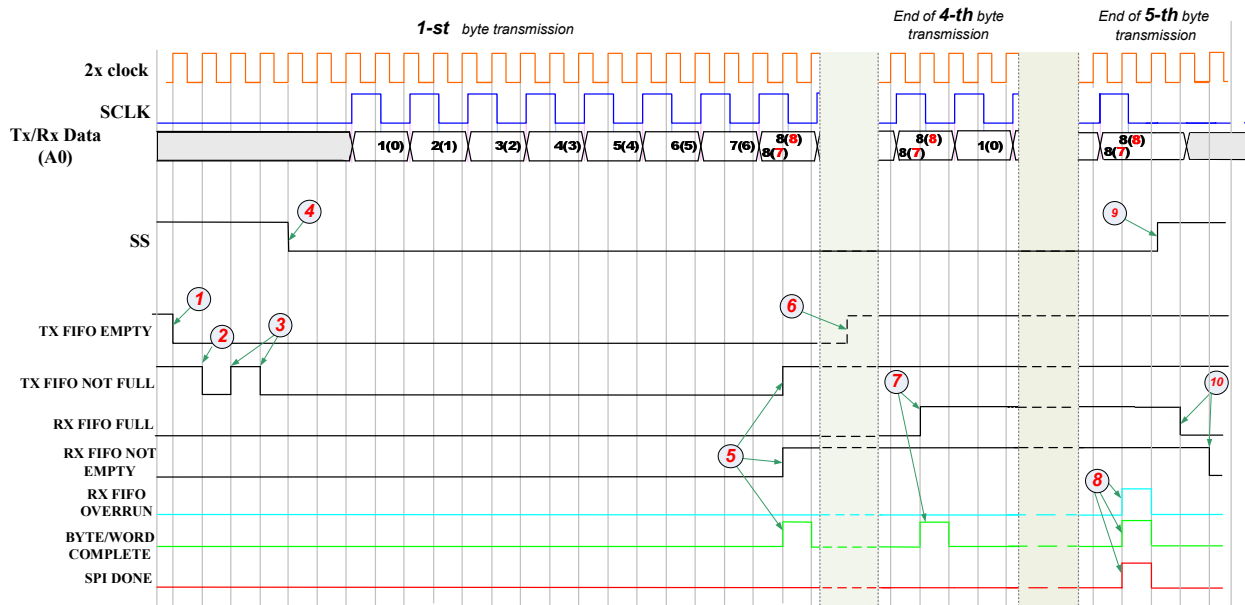 1-st byte transmission
End of 4-th byte
transmission
End of 5-th byte
transmission
2x clock
SCLK
Tx/Rx Data
(A0)
1(0)
2(1)
3(2)
4(3)
5(4)
6(5)
7(6)
8(8)
8(7)
8(8)
8(7)
1(0)
8(8)
8(7)
4
9
SS
1
6
TX FIFO EMPTY
2
3
TX FIFO NOT FULL
7
10
RX FIFO FULL
RX FIFO NOT
EMPTY
5
8
RX FIFO
OVERRUN
BYTE/WORD
COMPLETE
SPI DONE